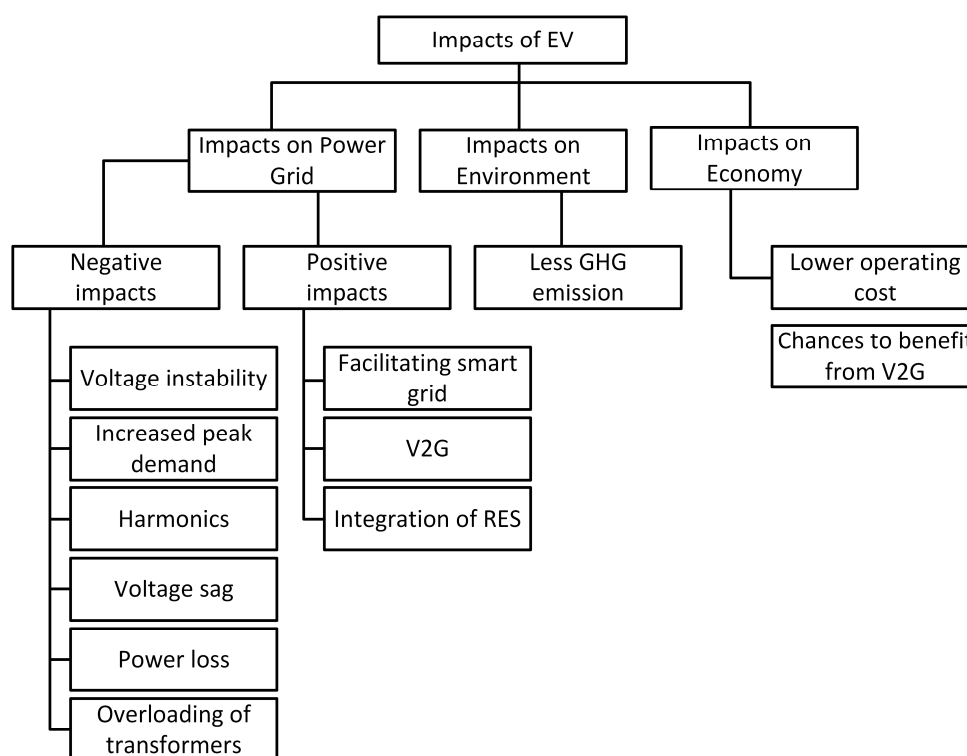 Impacts of EV
Impacts on Power
Grid
Impacts on
Environment
Impacts on
Economy
Negative
impacts
Positive
impacts
Less GHG
emission
Lower operating
cost
Chances to benefit
from V2G
Voltage instability
Increased peak
demand
Harmonics
Voltage sag
Power loss
Overloading of
transformers
Facilitating smart
grid
V2G
Integration of RES